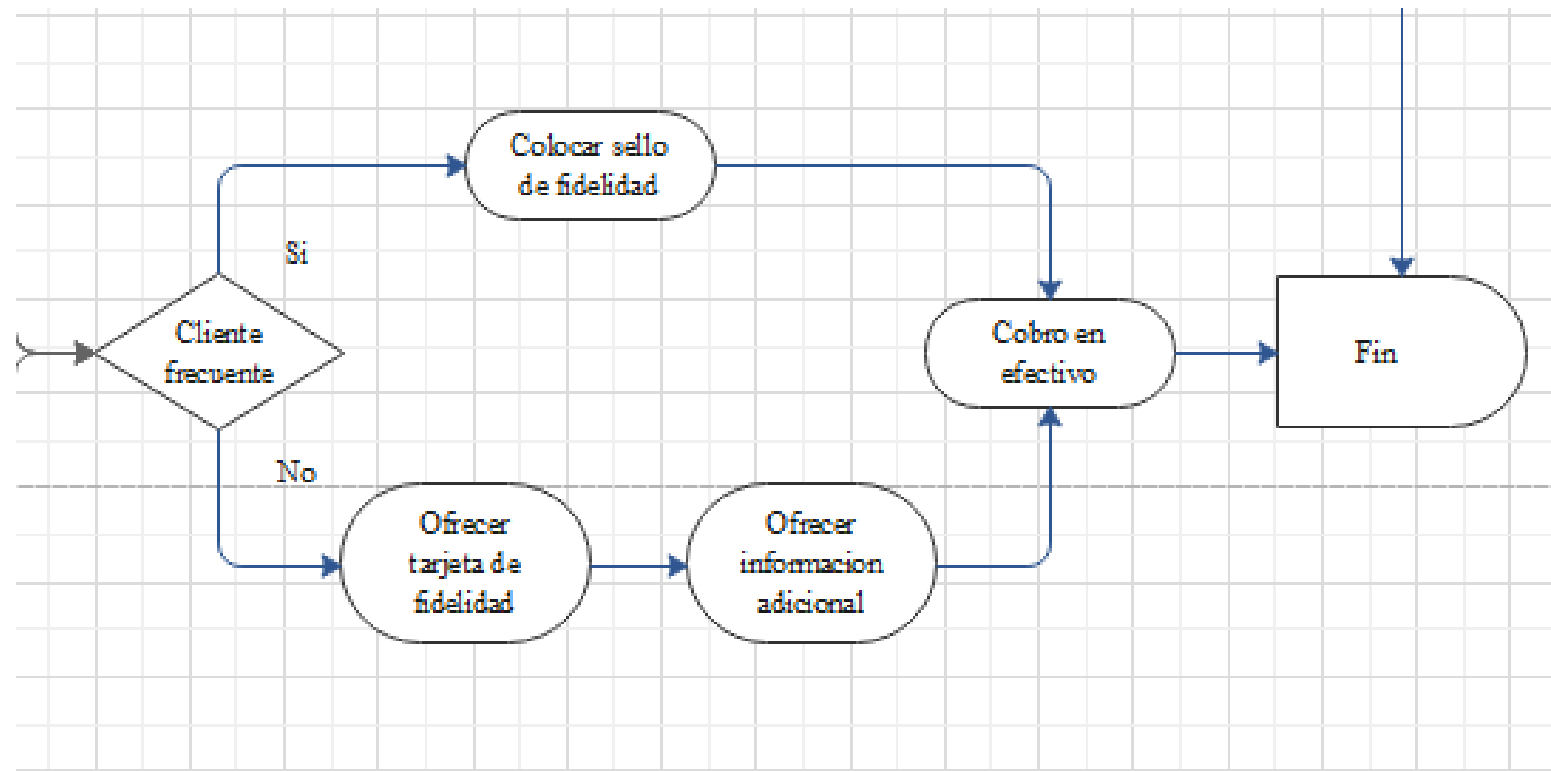 Colocar sello
de fidelidad
Si
Cliente
frecuente
Cobro en
efectivo
Fin
No
Ofrecer
tarjeta de
fidelidad
Ofrecer
informacion
adicional